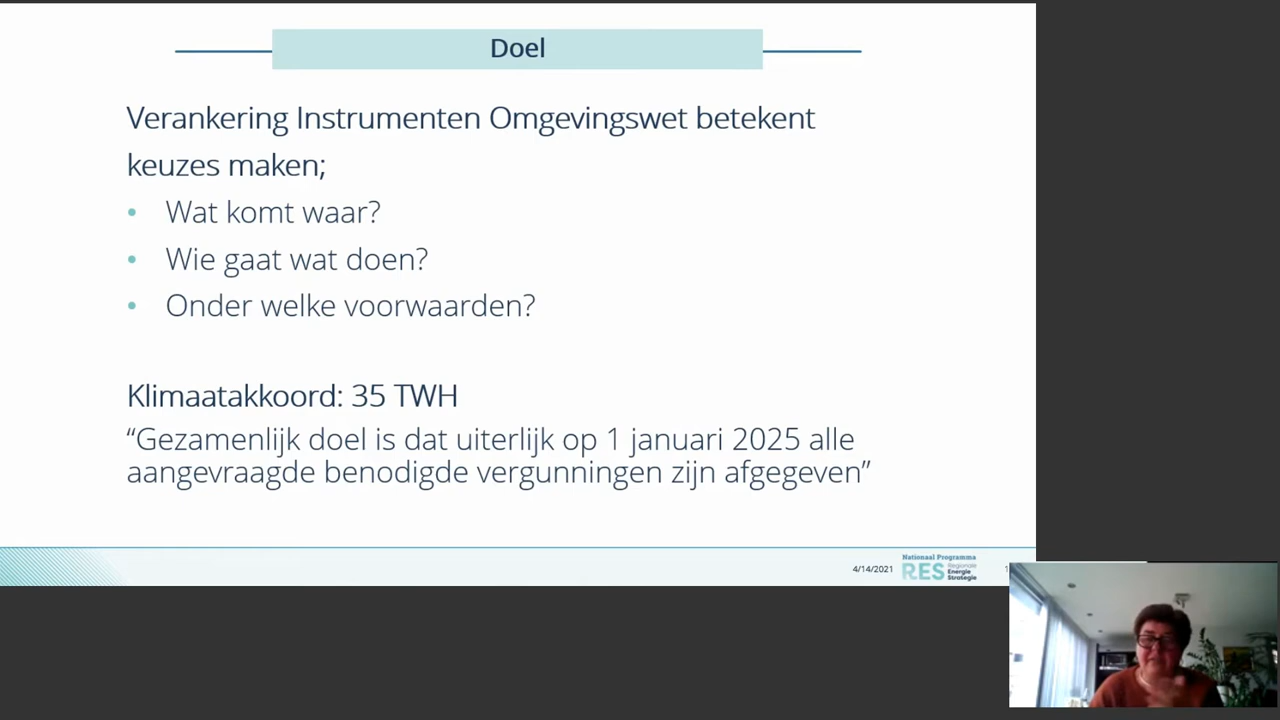 Doel
Verankering Instrumenten Omgevingswet betekent
keuzes maken;
• Wat komt waar?
• Wie gaat wat doen?
• Onder welke voorwaarden?
Klimaatakkoord: 35 TWH
“Gezamenlijk doel is dat uiterlijk op 1 januari 2025 alle
aangevraagde benodigde vergunningen zijn afgegeven”
4/14/2021
Nationaal Programma
RES
Regionale
Energie
Strategie